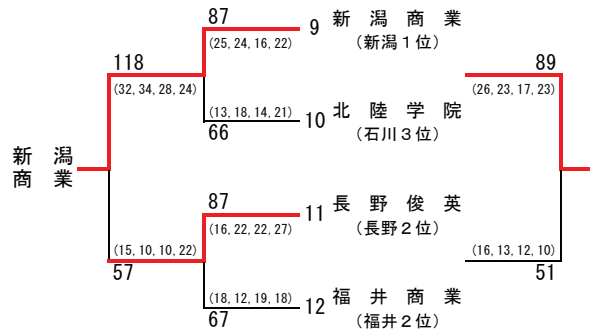 87
9 新潟商業
(25, 24, 16, 22)
(新潟1位)
118
(32, 34, 28, 24)
(13, 18, 14, 21)
66
10 北陸学院
(石川3位)
新潟
商業
87
11 長野俊英
(16, 22, 22, 27)
(長野2位)
(15, 10, 10, 22)
57
(18, 12, 19, 18)
67
12 福井商業
(福井2位)
89
(26, 23, 17, 23)
(16, 13, 12, 10)
51